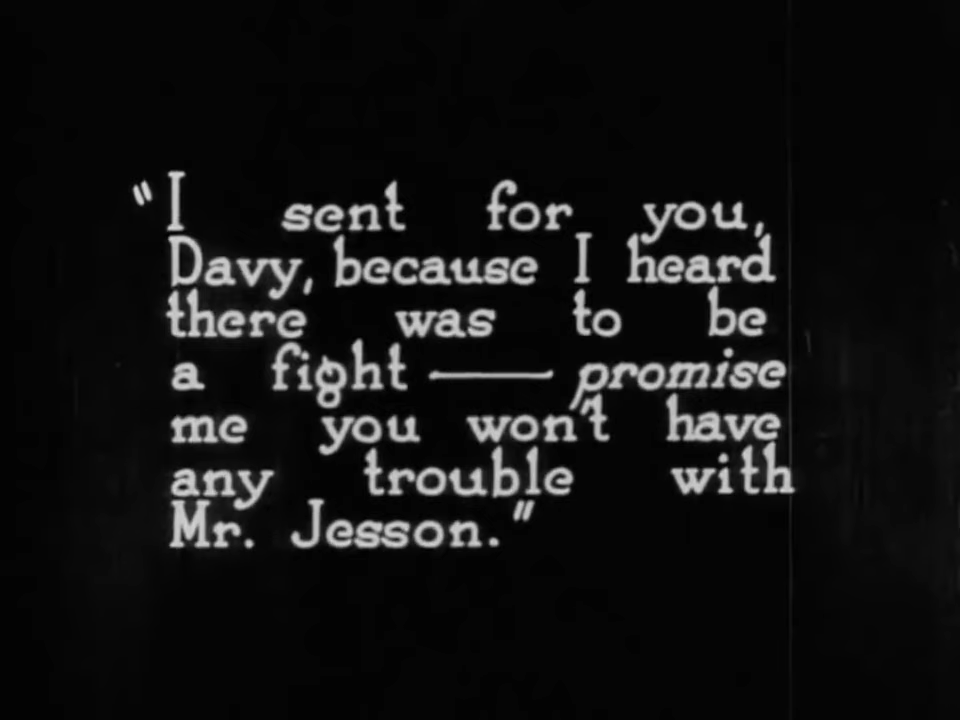 "I sent for you,
Davy, because I heard
there was to be
a fight — promise
me you won't have
any trouble with
Mr. Jesson."